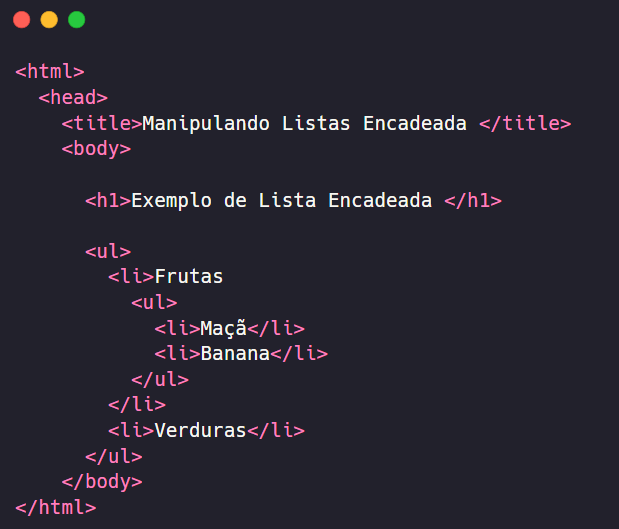 <html>
<head>
<title>Manipulando Listas Encadeada </title>
<body>
<h1>Exemplo de Lista Encadeada </h1>
<ul>
<li>Frutas
<ul>
<li>Maçã</li>
<li>Banana</li>
</ul>
</li>
<li>Verduras</li>
</ul>
</body>
</html>